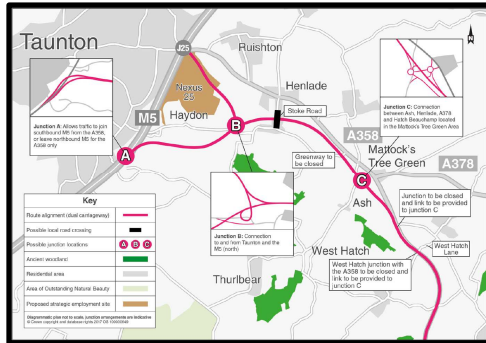 Taunton
J25
Ruishton
Nexus
25
Henlade
M5
Haydon
Stoke Road
A
B
C
A358
Mattock's
Tree Green
A378
Ash
West Hatch
Thurlbear
Greenway to
be closed
Junction A: Allows traffic to join
southbound M5 from the A358,
or leave northbound M5 for the
A358 only
Junction B: Connection
to and from Taunton and the
M5 (north)
Junction C: Connection
between Ash, Henlade, A378
and Hatch Beauchamp located
in the Mattock's Tree Green Area
Junction to be closed
and link to be provided
to junction C
West Hatch
Lane
West Hatch junction with
the A358 to be closed and
link to be provided to
junction C
Key
Route alignment (dual carriageway)
Possible local road crossing
Possible junction locations
A B C
Ancient woodland
Residential area
Area of Outstanding Natural Beauty
Proposed strategic employment site
Diagrammatic plan not to scale, junction arrangements are indicative